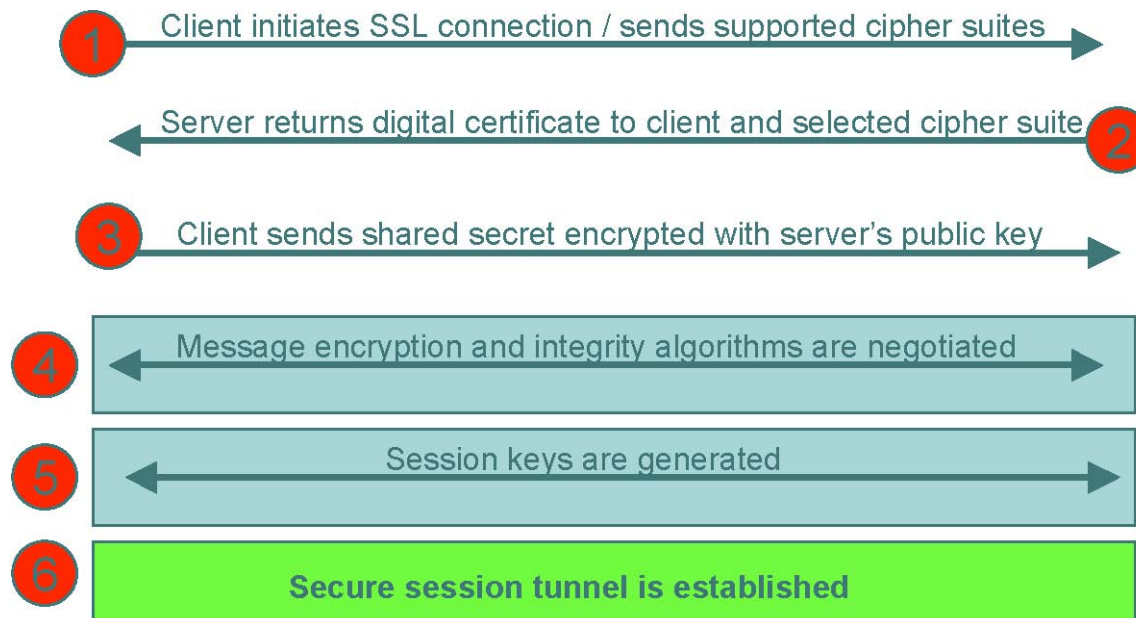 1 Client initiates SSL connection / sends supported cipher suites
Server returns digital certificate to client and selected cipher suite 2
3 Client sends shared secret encrypted with server's public key
4 Message encryption and integrity algorithms are negotiated
5 Session keys are generated
6 Secure session tunnel is established